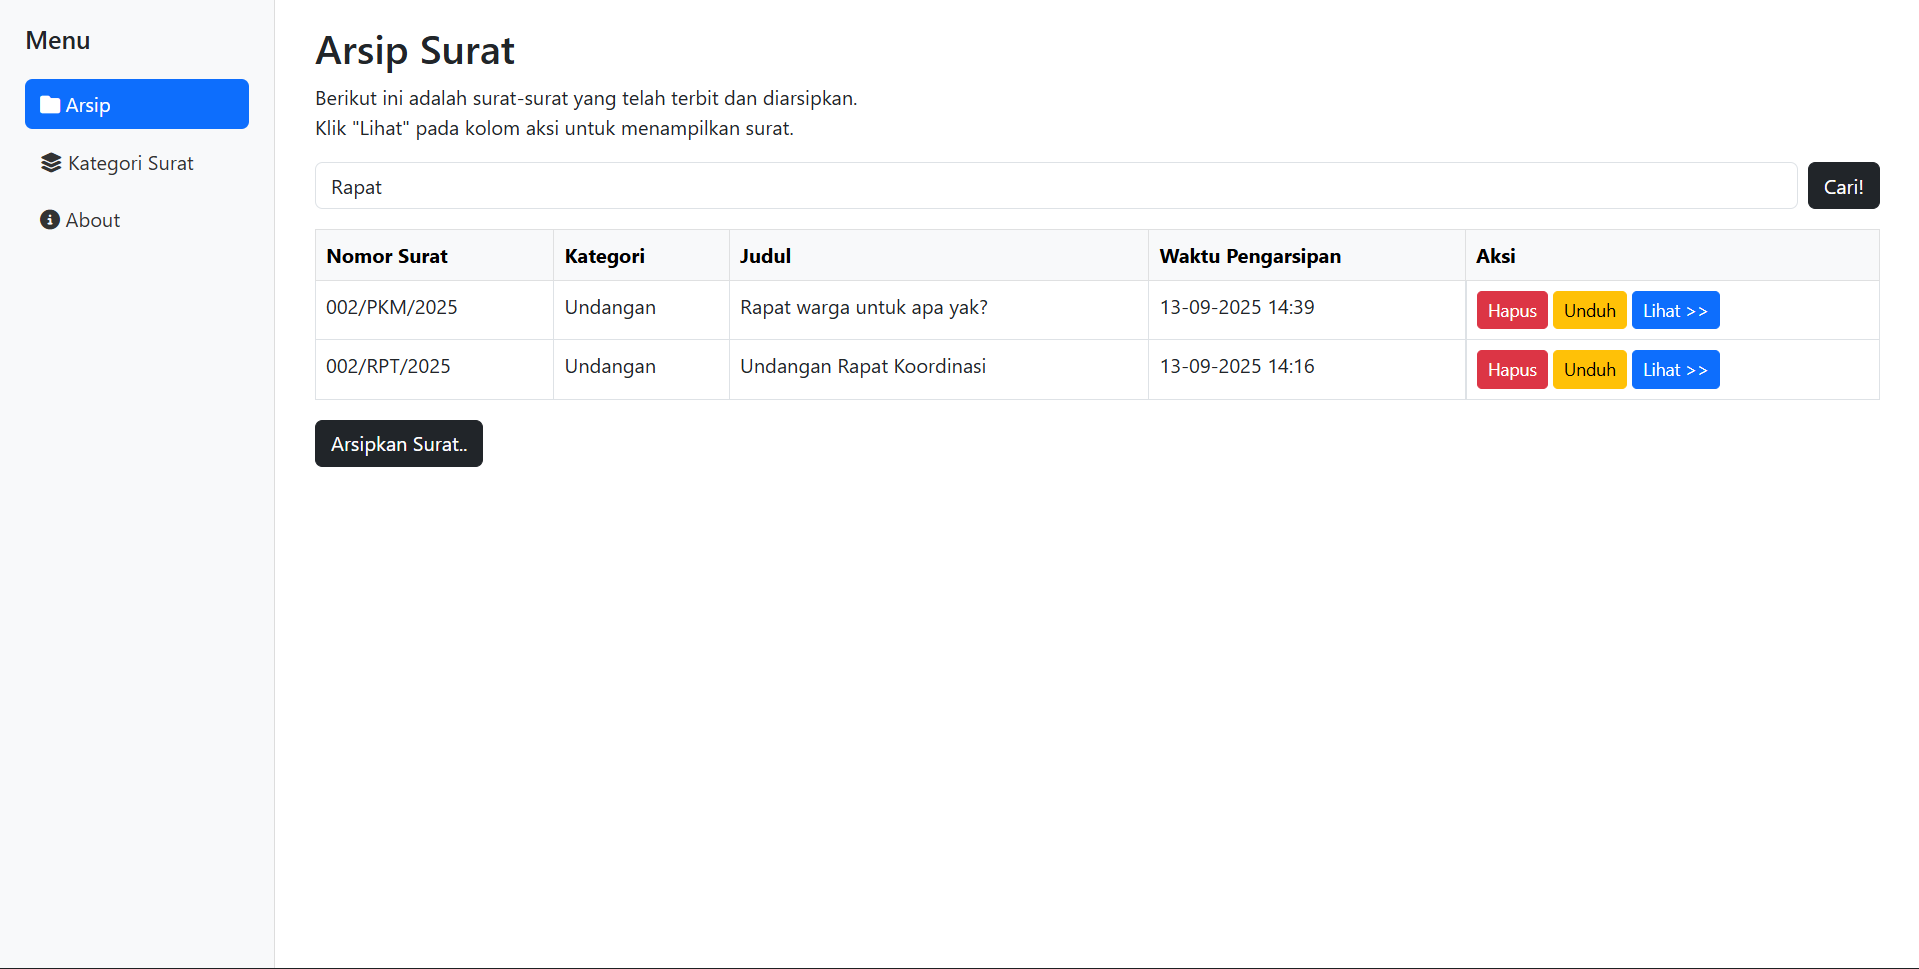 Menu
Arsip
Kategori Surat
About
Arsip Surat
Berikut ini adalah surat-surat yang telah terbit dan diarsipkan.
Klik "Lihat" pada kolom aksi untuk menampilkan surat.
Rapat
Cari!
Nomor Surat Kategori Judul Waktu Pengarsipan Aksi
002/PKM/2025 Undangan Rapat warga untuk apa yak? 13-09-2025 14:39 Hapus Unduh Lihat >>
002/RPT/2025 Undangan Undangan Rapat Koordinasi 13-09-2025 14:16 Hapus Unduh Lihat >>
Arsipkan Surat..